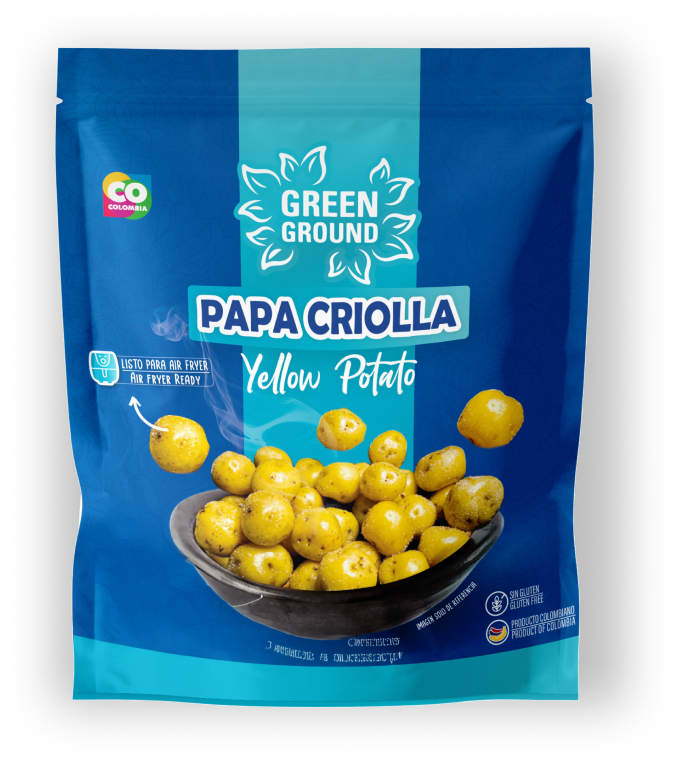 CO
COLOMBIA
GREEN
GROUND
PAPA CRIOLLA
Yellow Potato
LISTO PARA AIR FRYER
AIR FRYER READY
IMAGEN SOLO DE REFERENCIA
SIN GLUTEN
GLUTEN FREE
PRODUCTO COLOMBIANO
PRODUCT OF COLOMBIA